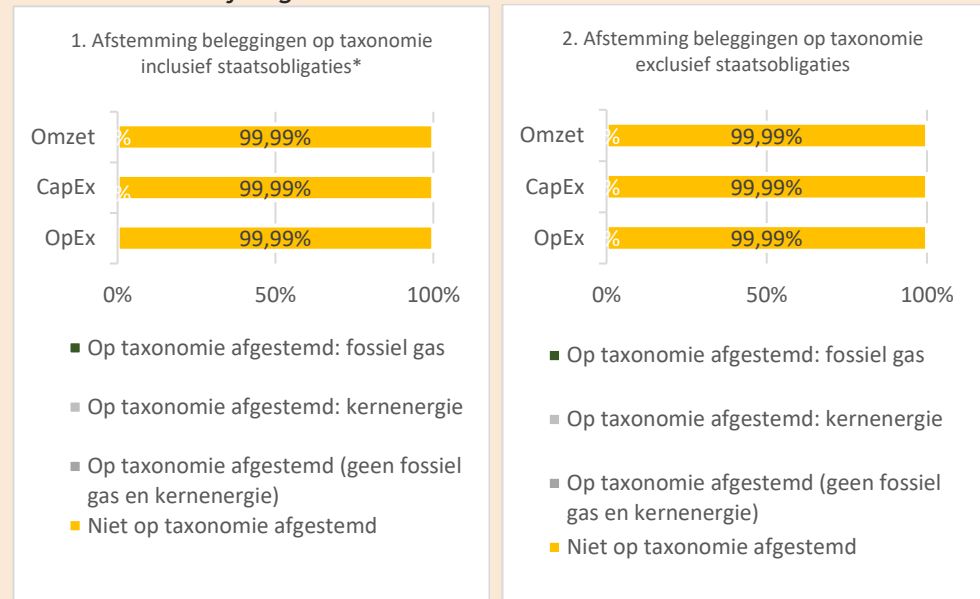 1. Afstemming beleggingen op taxonomie
inclusief staatsobligaties*
Omzet
%
99,99%
CapEx
%
99,99%
OpEx
99,99%
0%
50%
100%
Op taxonomie afgestemd: fossiel gas
Op taxonomie afgestemd: kernenergie
Op taxonomie afgestemd (geen fossiel
gas en kernenergie)
Niet op taxonomie afgestemd
2. Afstemming beleggingen op taxonomie
exclusief staatsobligaties
Omzet
%
99,99%
CapEx
%
99,99%
OpEx
%
99,99%
0%
50%
100%
Op taxonomie afgestemd: fossiel gas
Op taxonomie afgestemd: kernenergie
Op taxonomie afgestemd (geen fossiel
gas en kernenergie)
Niet op taxonomie afgestemd